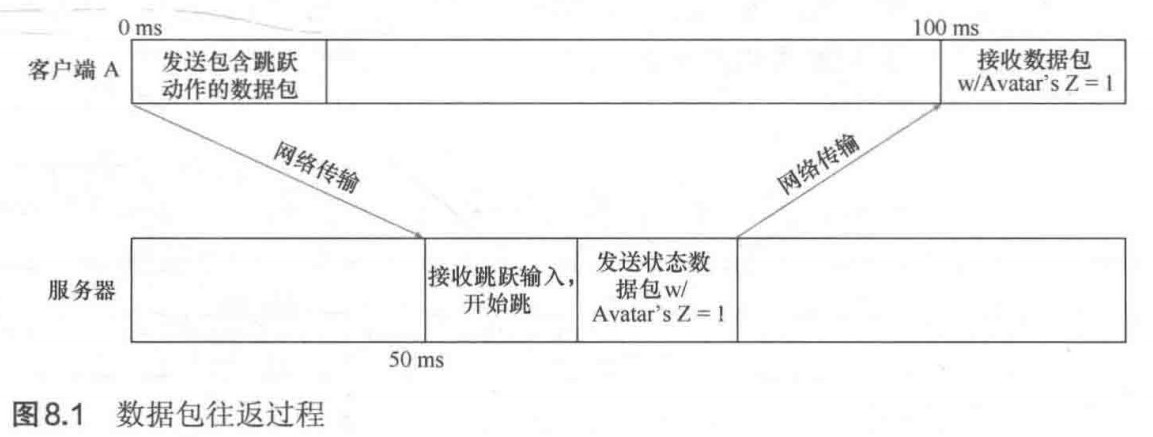 0 ms
100 ms
客户端 A
发送包含跳跃
动作的数据包
接收数据包
w/Avatar's Z = 1
网络传输
网络传输
服务器
接收跳跃输入，
开始跳
发送状态数
据包w/
Avatar's Z = 1
50 ms
图8.1 数据包往返过程